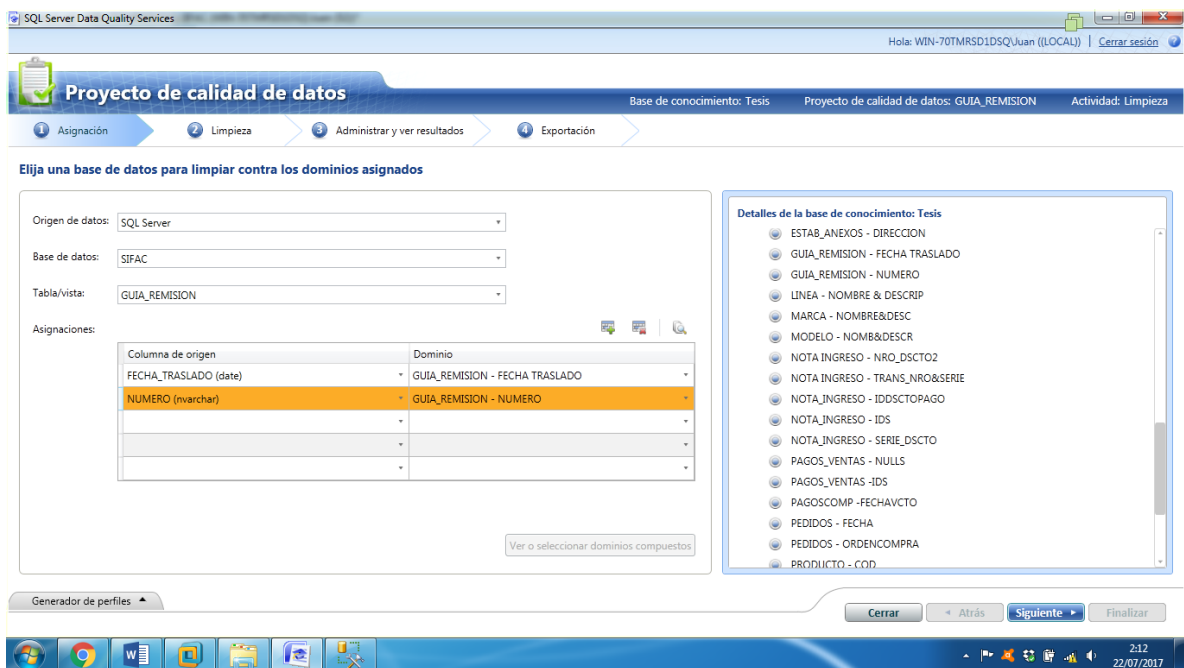 SQL Server Data Quality Services
Hola: WIN-70TMRSD1DSQ\Juan ((LOCAL)) | Cerrar sesión
Proyecto de calidad de datos
Base de conocimiento: Tesis Proyecto de calidad de datos: GUIA_REMISION Actividad: Limpieza
1 Asignación 2 Limpieza 3 Administrar y ver resultados 4 Exportación
Elija una base de datos para limpiar contra los dominios asignados
Origen de datos: SQL Server
Base de datos: SIFAC
Tabla/vista: GUIA_REMISION
Asignaciones:
Columna de origen Dominio
FECHA_TRASLADO (date) GUIA_REMISION - FECHA TRASLADO
NUMERO (nvarchar) GUIA_REMISION - NUMERO
Ver o seleccionar dominios compuestos
Detalles de la base de conocimiento: Tesis
ESTAB_ANEXOS - DIRECCION
GUIA_REMISION - FECHA TRASLADO
GUIA_REMISION - NUMERO
LINEA - NOMBRE & DESCRIP
MARCA - NOMBRE&DESC
MODELO - NOMB&DESCR
NOTA INGRESO - NRO_DSCTO2
NOTA INGRESO - TRANS_NRO&SERIE
NOTA_INGRESO - IDDSCTOPAGO
NOTA_INGRESO - IDS
NOTA_INGRESO - SERIE_DSCTO
PAGOS_VENTAS - NULLS
PAGOS_VENTAS -IDS
PAGOSCOMP -FECHAVCTO
PEDIDOS - FECHA
PEDIDOS - ORDENCOMPRA
PRODUCTO - COD
Generador de perfiles
Cerrar Atrás Siguiente Finalizar
2:12
22/07/2017